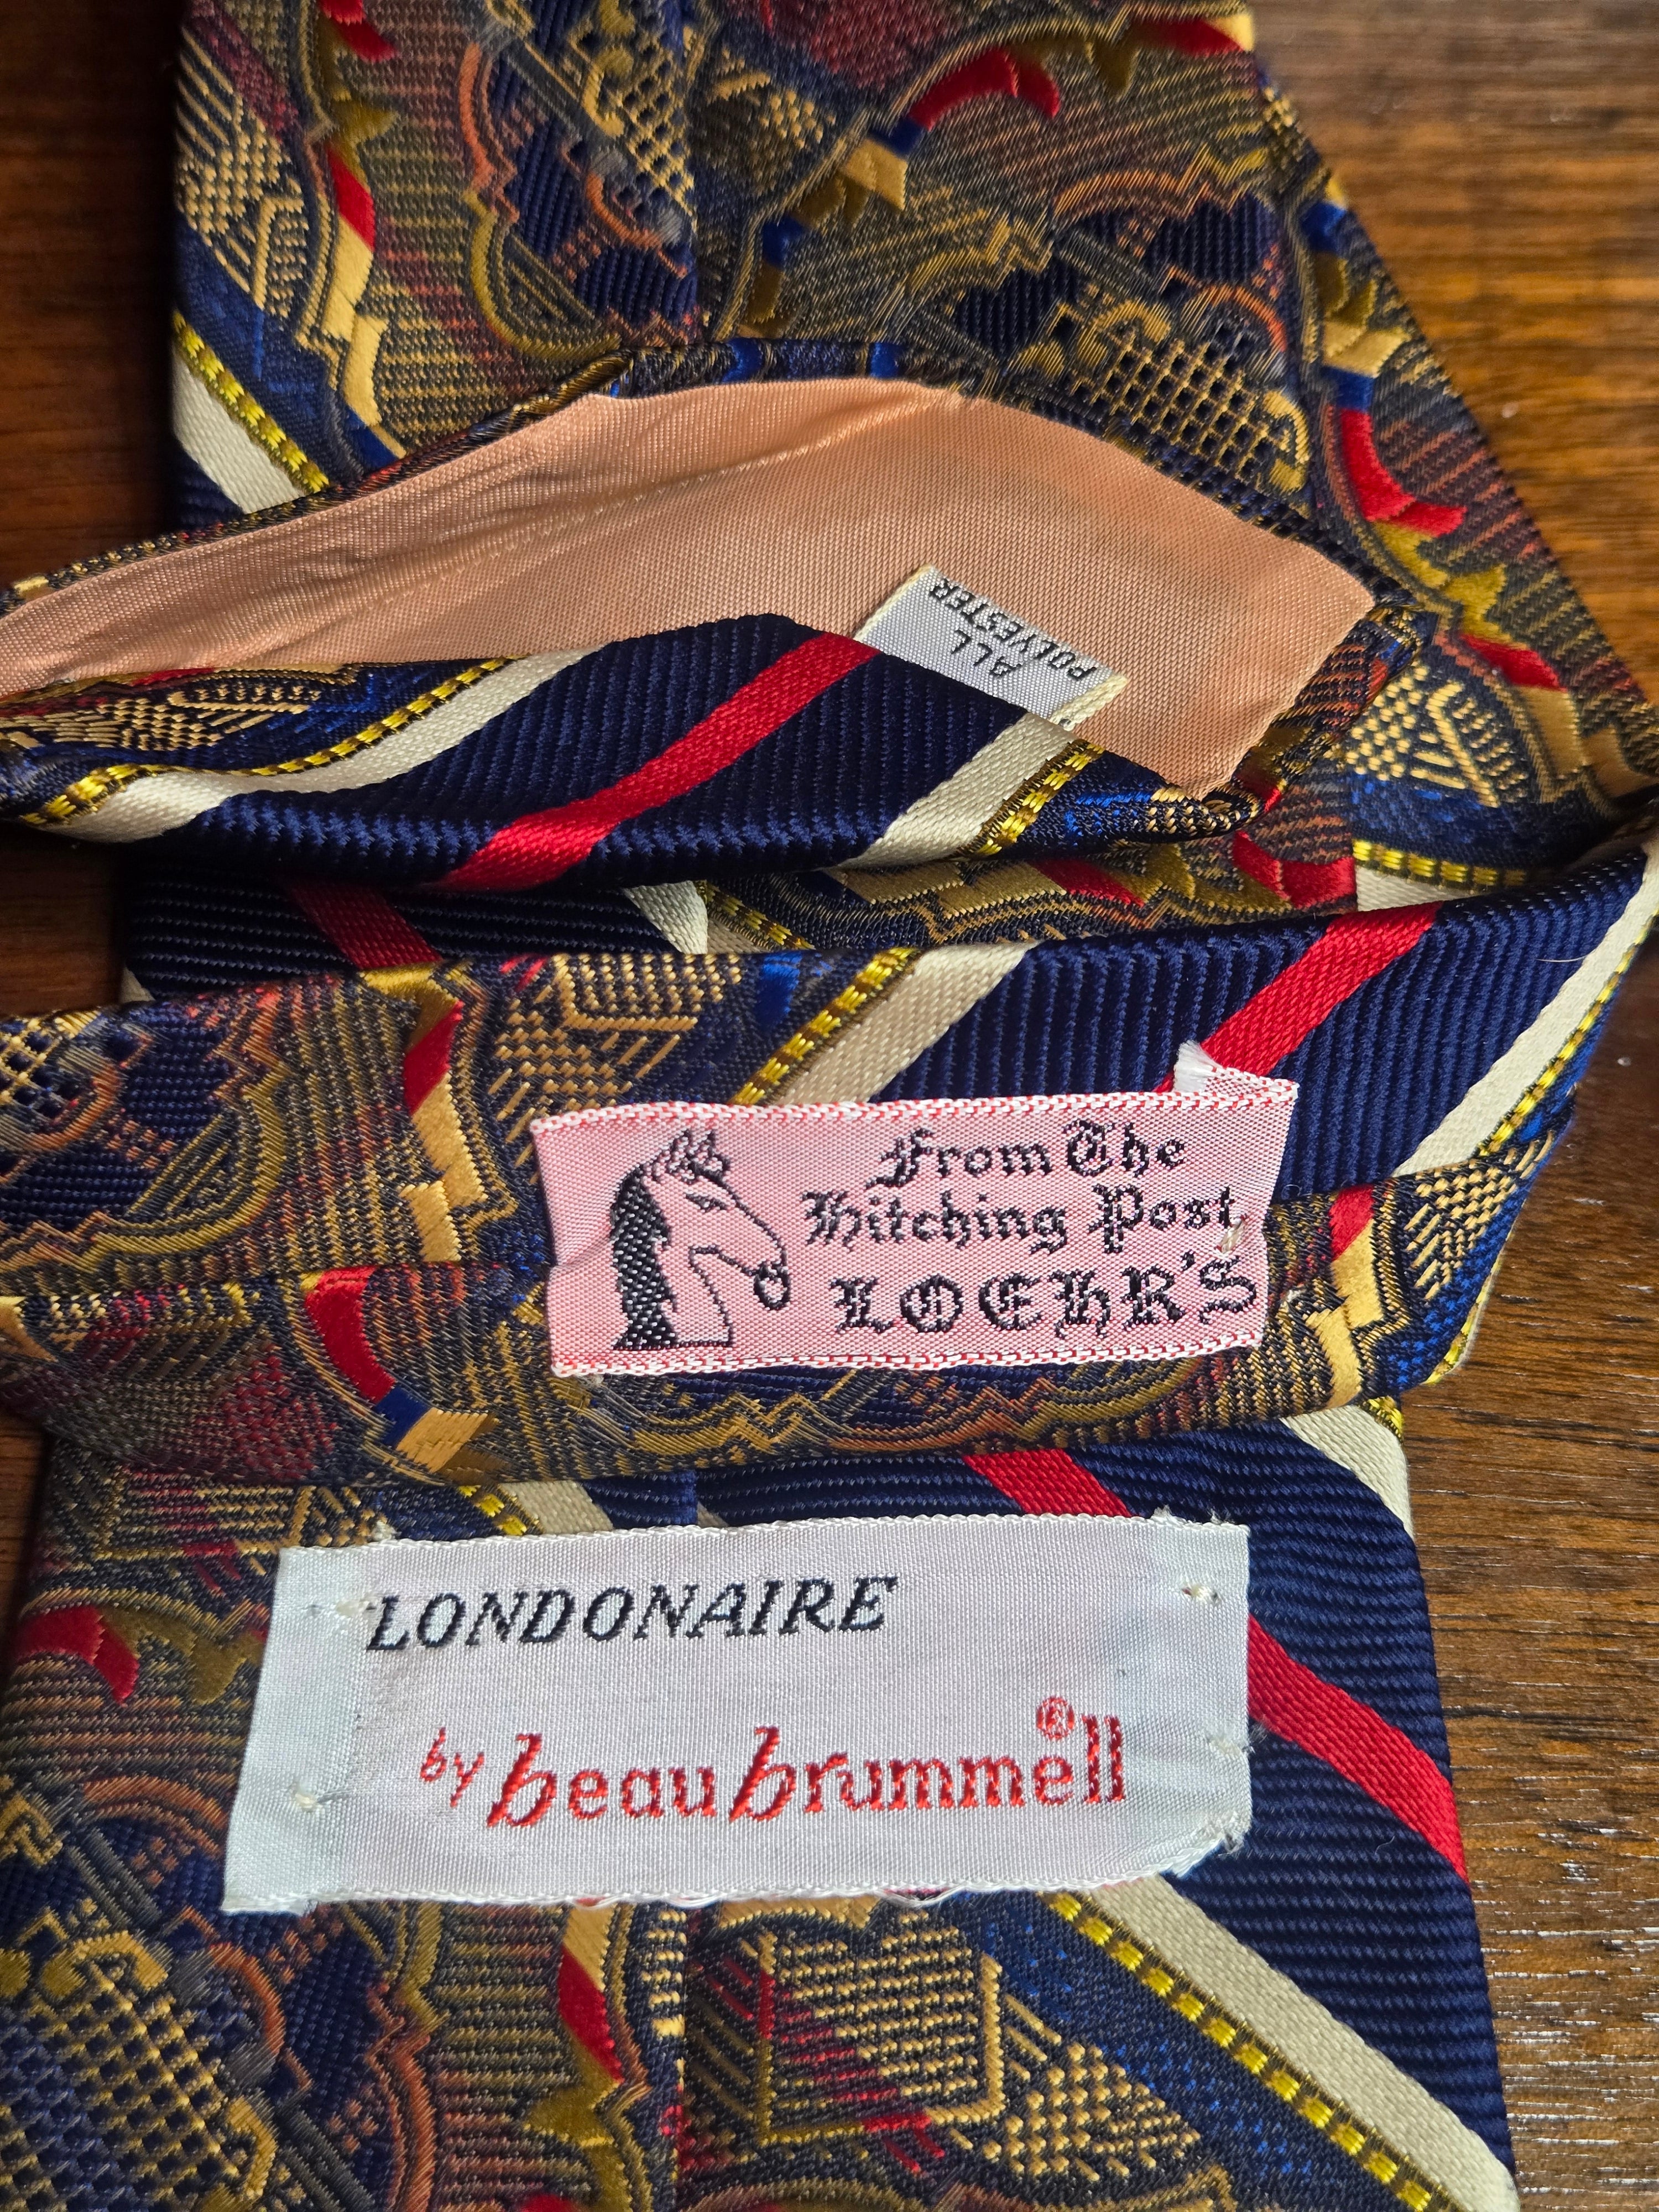 ALL
POLYESTER
From The
Hitching Post
LOEHR'S
LONDONAIRE
by beau brummell®